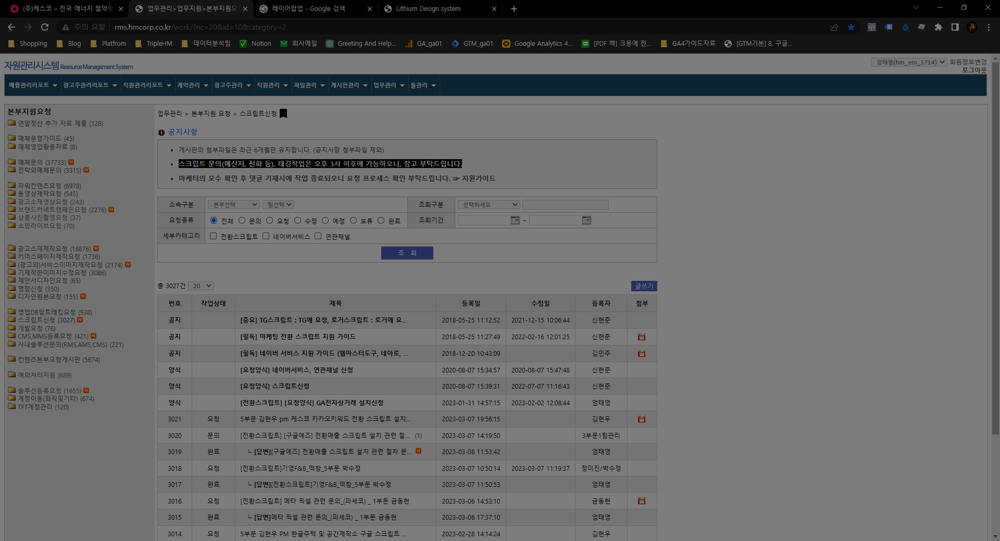 (주)케스코 – 전국 에너지 절약형
업무관리>업무지원>본부지원요
레이어팝업 - Google 검색
Lithium Design system
주의 요함
rms.hmcorp.co.kr/work/?nc=20&id=10&category=2
Shopping
Blog
Platfrom
TripleHM
데이터분석팀
Notion
회사메일
Greeting And Help...
GA_ga01
GTM_ga01
Google Analytics 4...
[PDF 책] 크몽에 전...
GA4가이드자료
[GTM기본] 8. 구글...
자원관리시스템 Resource Management System
엄태영(hm_em_1714) 회원정보변경
로그아웃
매출관리리포트 광고주관리리포트 직원관리리포트 계약관리 광고주관리 직원관리 파일관리 게시판관리 업무관리 툴관리
본부지원요청
연말정산 추가 자료 제출 (128)
매체운영가이드 (45)
매체영업활용자료 (8)
매체문의 (37733) N
전략외매체문의 (3315) N
파워컨텐츠요청 (6978)
동영상제작요청 (545)
광고소재영상요청 (243)
브랜드커넥트캠페인요청 (2276) N
상품사진촬영요청 (37)
쇼핑라이브요청 (70)
광고소재제작요청 (18876) N
커머스페이지제작요청 (1736)
(광고외)서비스이미지제작요청 (2174) N
기제작한이미지수정요청 (3086)
제안서디자인요청 (65)
명함신청 (350)
디자인원본요청 (155) N
영업DB및트래킹요청 (938)
스크립트신청 (3027) N
개발요청 (76)
CMS,MMS등록요청 (421) N
사내솔루션문의(RMS,AMS,CMS) (221)
컨텐츠본부요청게시판 (5674)
예외처리지원 (689)
솔루션등록요청 (1655) N
계정이동(퇴직및기타) (674)
TFT계정관리 (120)
업무관리 > 본부지원 요청 > 스크립트신청
공지사항
게시판의 첨부파일은 최근 6개월만 유지합니다. (공지사항 첨부파일 제외)
스크립트 문의(메신저, 전화 등), 태깅작업은 오후 3시 이후에 가능하오니, 참고 부탁드립니다.
마케터의 모수 확인 후 댓글 기재시에 작업 종료되오니 요청 프로세스 확인 부탁드립니다. ☞ 지원가이드
소속구분 본부선택 팀선택 조회구분 선택하세요
요청종류 전체 문의 요청 수정 예정 보류 완료 조회기간 ~
세부카테고리 전환스크립트 네이버서비스 연관채널
조 회
총 3027건 20 글쓰기
번호 작업상태 제목 등록일 수정일 등록자 첨부
공지 [중요] TG스크립트 : TG에 요청, 로거스크립트 : 로거에 요... 2018-05-25 11:12:52 2021-12-15 10:06:44 신현준
공지 [필독] 마케팅 전환 스크립트 지원 가이드 2018-05-25 11:27:49 2022-02-16 12:01:25 신현준
공지 [필독] 네이버 서비스 지원 가이드 (웹마스터도구, 네아로, ... 2018-12-20 10:43:09 김민주
양식 [요청양식] 네이버서비스, 연관채널 신청 2020-08-07 15:34:57 2020-08-07 15:47:48 신현준
양식 [요청양식] 스크립트신청 2020-08-07 15:39:31 2022-07-07 11:16:43 신현준
양식 [전환스크립트] [요청양식] GA전자상거래 설치신청 2023-01-31 14:57:15 2023-02-02 12:08:44 엄태영
3021 요청 5부문 김현우 pm 케스코 카카오키워드 전환 스크립트 설치... 2023-03-07 19:56:15 김현우
3020 문의 [전환스크립트] [구글애즈] 전환매출 스크립트 설치 관련 절... (1) 2023-03-07 14:19:50 3부문1팀관리
3019 완료 ┗ [답변][구글애즈] 전환매출 스크립트 설치 관련 절차 문... N 2023-03-08 11:53:42 엄태영
3018 요청 [전환스크립트]기영F&B_떡참_5부문 박수정 2023-03-07 10:50:14 2023-03-07 11:19:37 정미진/박수정
3017 완료 ┗ [답변][전환스크립트]기영F&B_떡참_5부문 박수정 2023-03-07 11:50:53 엄태영
3016 요청 [전환스크립트] 메타 픽셀 관련 문의_(파세코) _ 1부문 금동현 2023-03-06 14:53:10 금동현
3015 완료 ┗ [답변]메타 픽셀 관련 문의_(파세코) _ 1부문 금동현 2023-03-06 17:37:10 엄태영
3014 요청 5부문 김현우 PM 한글주택 및 공간제작소 구글 스크립트 ... 2023-02-28 14:14:24 김현우